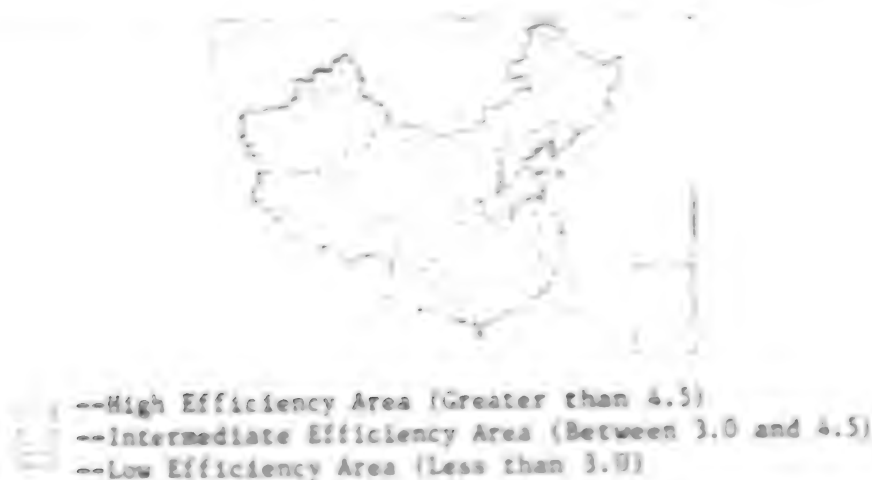 --High Efficiency Area (Greater than 4.5)
--Intermediate Efficiency Area (Between 3.0 and 4.5)
--Low Efficiency Area (Less than 3.0)